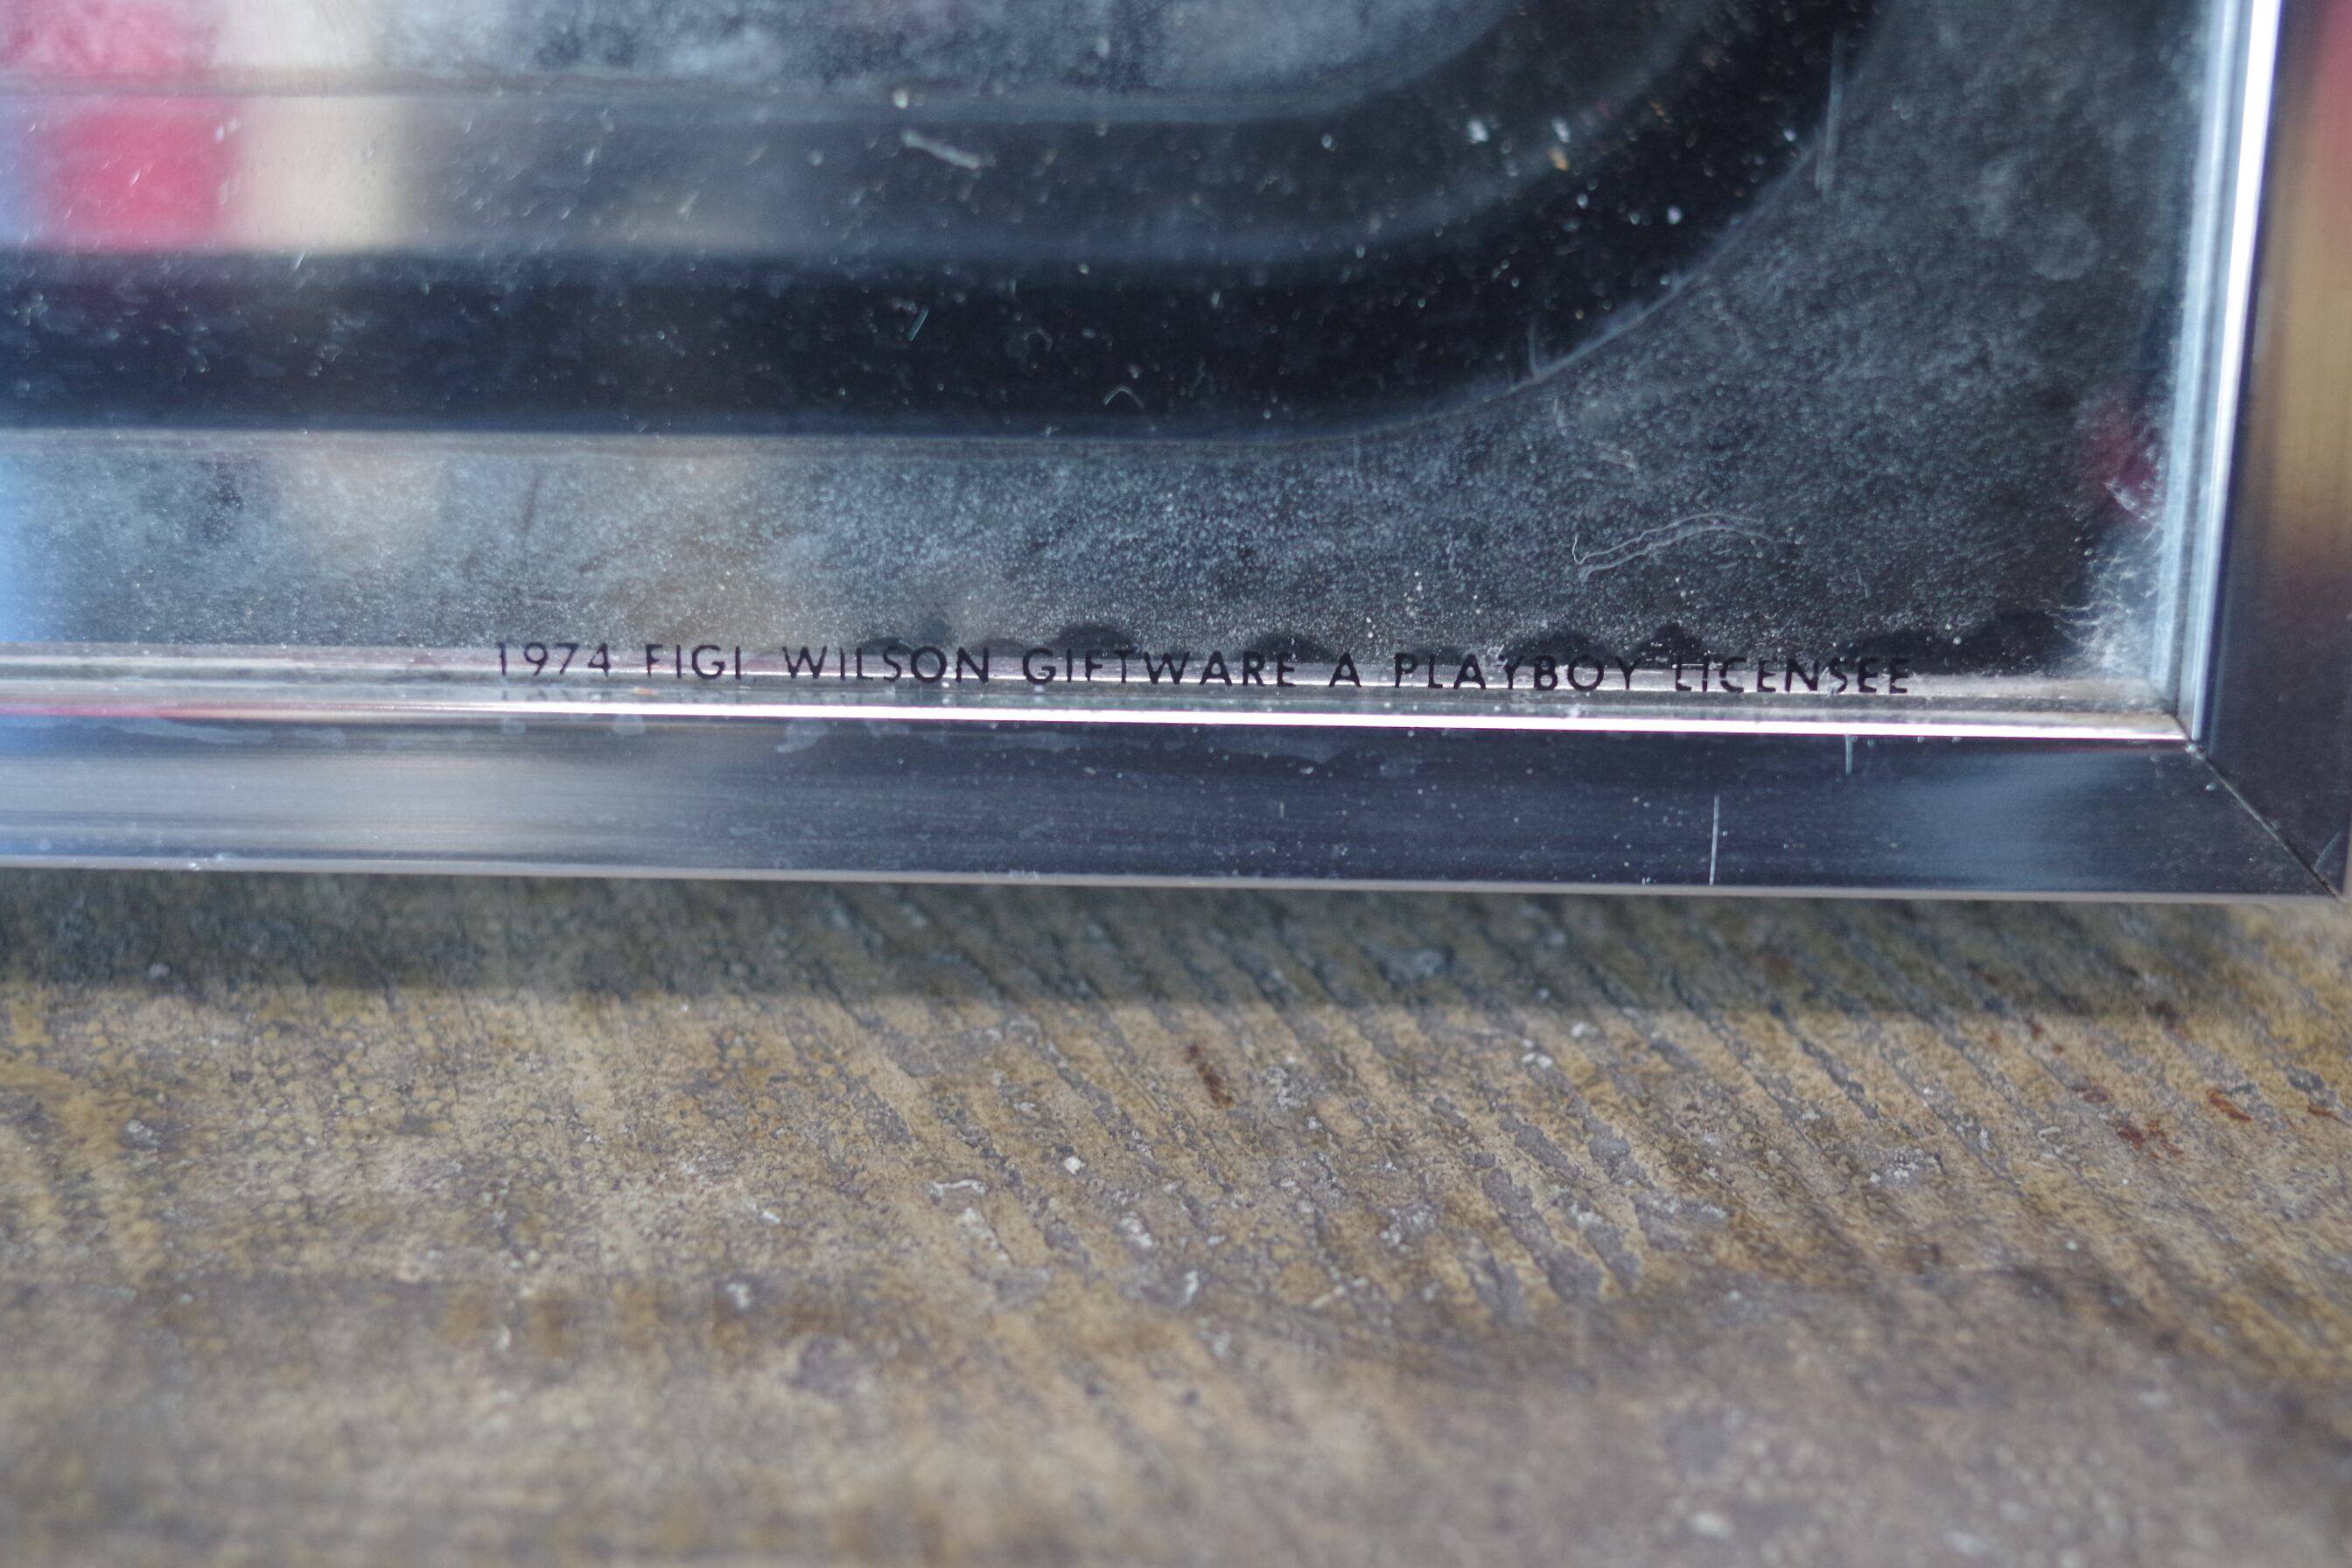 1974 FIGI WILSON GIFTWARE A PLAYBOY LICENSEE